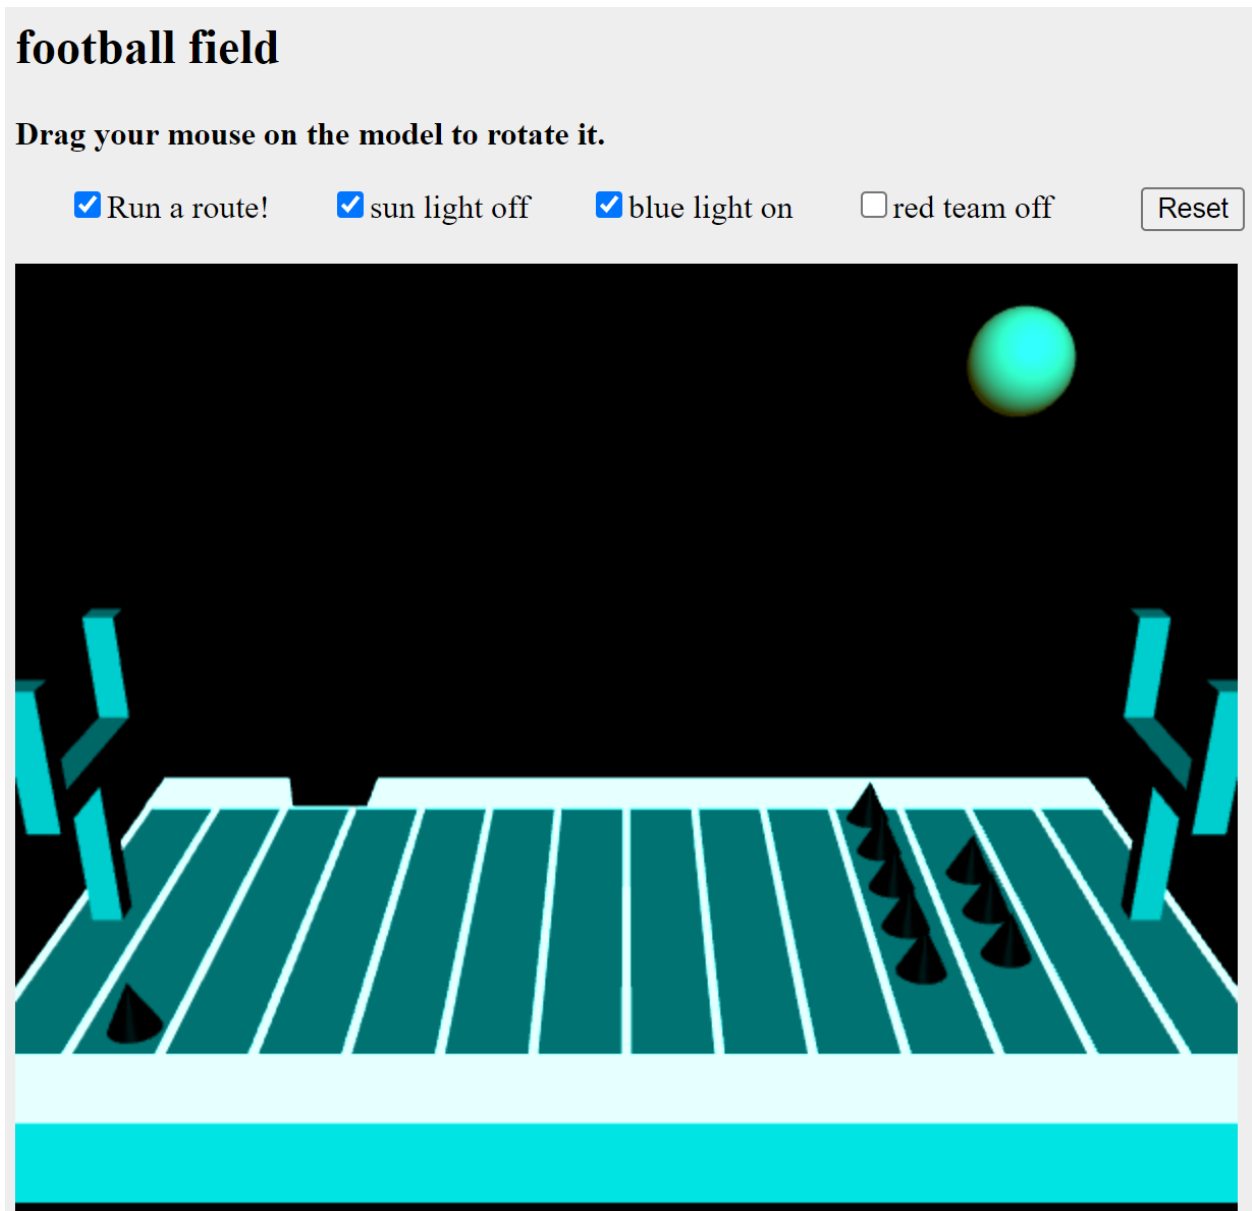 football field
Drag your mouse on the model to rotate it.
Run a route! sun light off blue light on red team off Reset